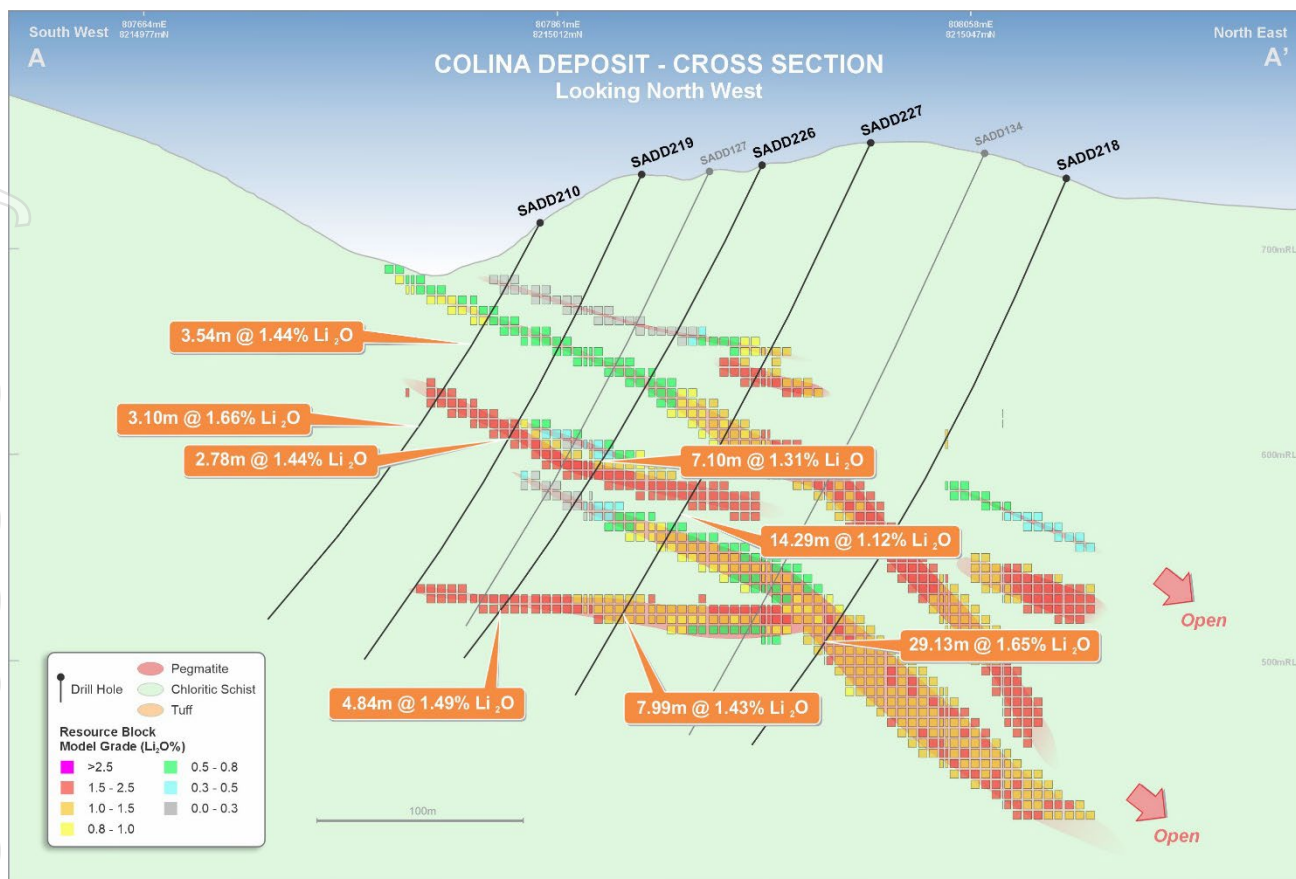 807664mE
8214977mN
807861mE
8215012mN
808058mE
8215047mN
South West
North East
A
A'
COLINA DEPOSIT - CROSS SECTION
Looking North West
SADD210
SADD219
SADD127
SADD226
SADD227
SADD134
SADD218
700mRL
3.54m @ 1.44% Li₂O
3.10m @ 1.66% Li₂O
2.78m @ 1.44% Li₂O
7.10m @ 1.31% Li₂O
600mRL
14.29m @ 1.12% Li₂O
Open
29.13m @ 1.65% Li₂O
500mRL
4.84m @ 1.49% Li₂O
7.99m @ 1.43% Li₂O
Open
Drill Hole
Pegmatite
Chloritic Schist
Tuff
Resource Block
Model Grade (Li₂O%)
>2.5
1.5 - 2.5
1.0 - 1.5
0.8 - 1.0
0.5 - 0.8
0.3 - 0.5
0.0 - 0.3
100m